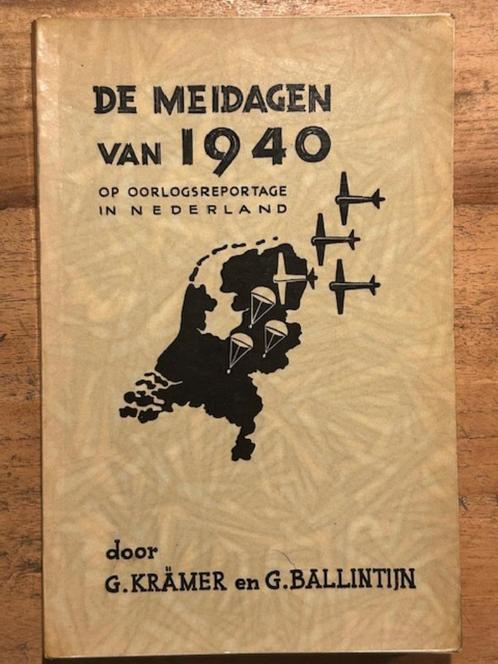 DE MEIDAGEN
VAN 1940
OP OORLOGSREPORTAGE
IN NEDERLAND
door
G. KRÄMER en G. BALLINTIJN